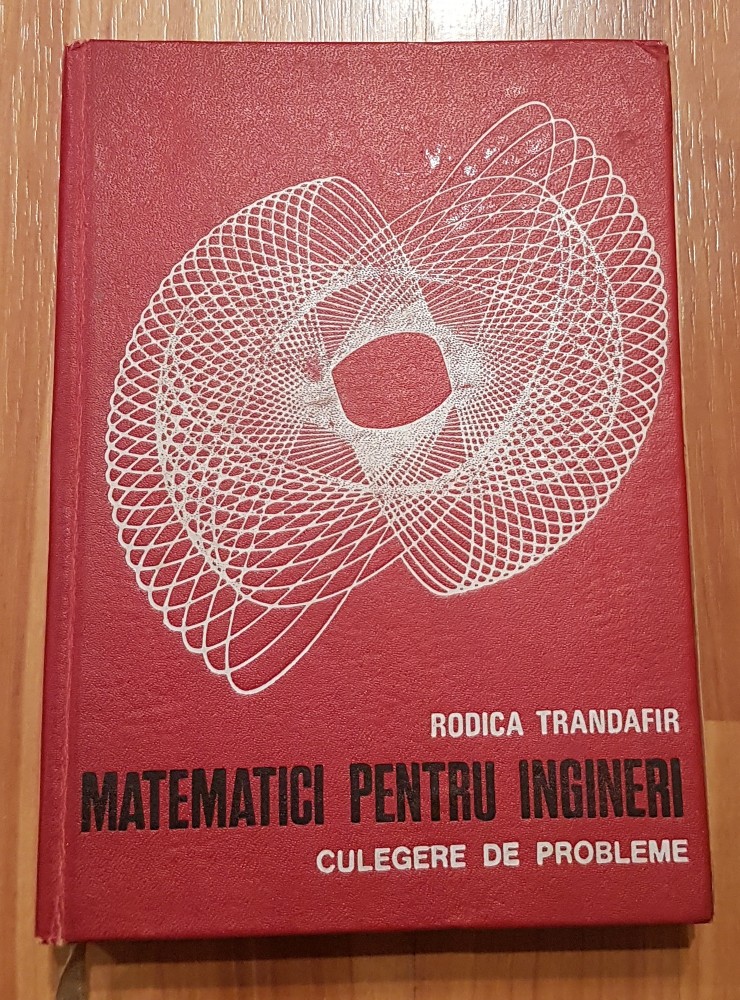 RODICA TRANDAFIR
MATEMATICI PENTRU INGINERI
CULEGERE DE PROBLEME